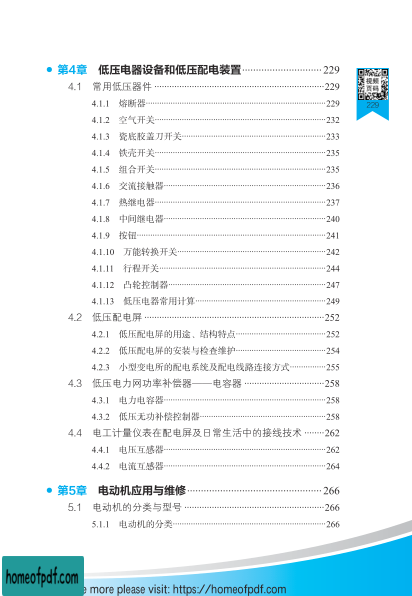 第4章 低压电器设备和低压配电装置 229
视频页码
229
4.1 常用低压器件 229
4.1.1 熔断器 229
4.1.2 空气开关 232
4.1.3 瓷底胶盖刀开关 233
4.1.4 铁壳开关 235
4.1.5 组合开关 235
4.1.6 交流接触器 236
4.1.7 热继电器 237
4.1.8 中间继电器 240
4.1.9 按钮 241
4.1.10 万能转换开关 242
4.1.11 行程开关 244
4.1.12 凸轮控制器 247
4.1.13 低压电器常用计算 249
4.2 低压配电屏 252
4.2.1 低压配电屏的用途、结构特点 252
4.2.2 低压配电屏的安装与检查维护 254
4.2.3 小型变电所的配电系统及配电线路连接方式 255
4.3 低压电力网功率补偿器——电容器 258
4.3.1 电力电容器 258
4.3.2 低压无功补偿控制器 258
4.4 电工计量仪表在配电屏及日常生活中的接线技术 262
4.4.1 电压互感器 262
4.4.2 电流互感器 264
第5章 电动机应用与维修 266
5.1 电动机的分类与型号 266
5.1.1 电动机的分类 266
homeofpdf.com
e more please visit: https://homeofpdf.com